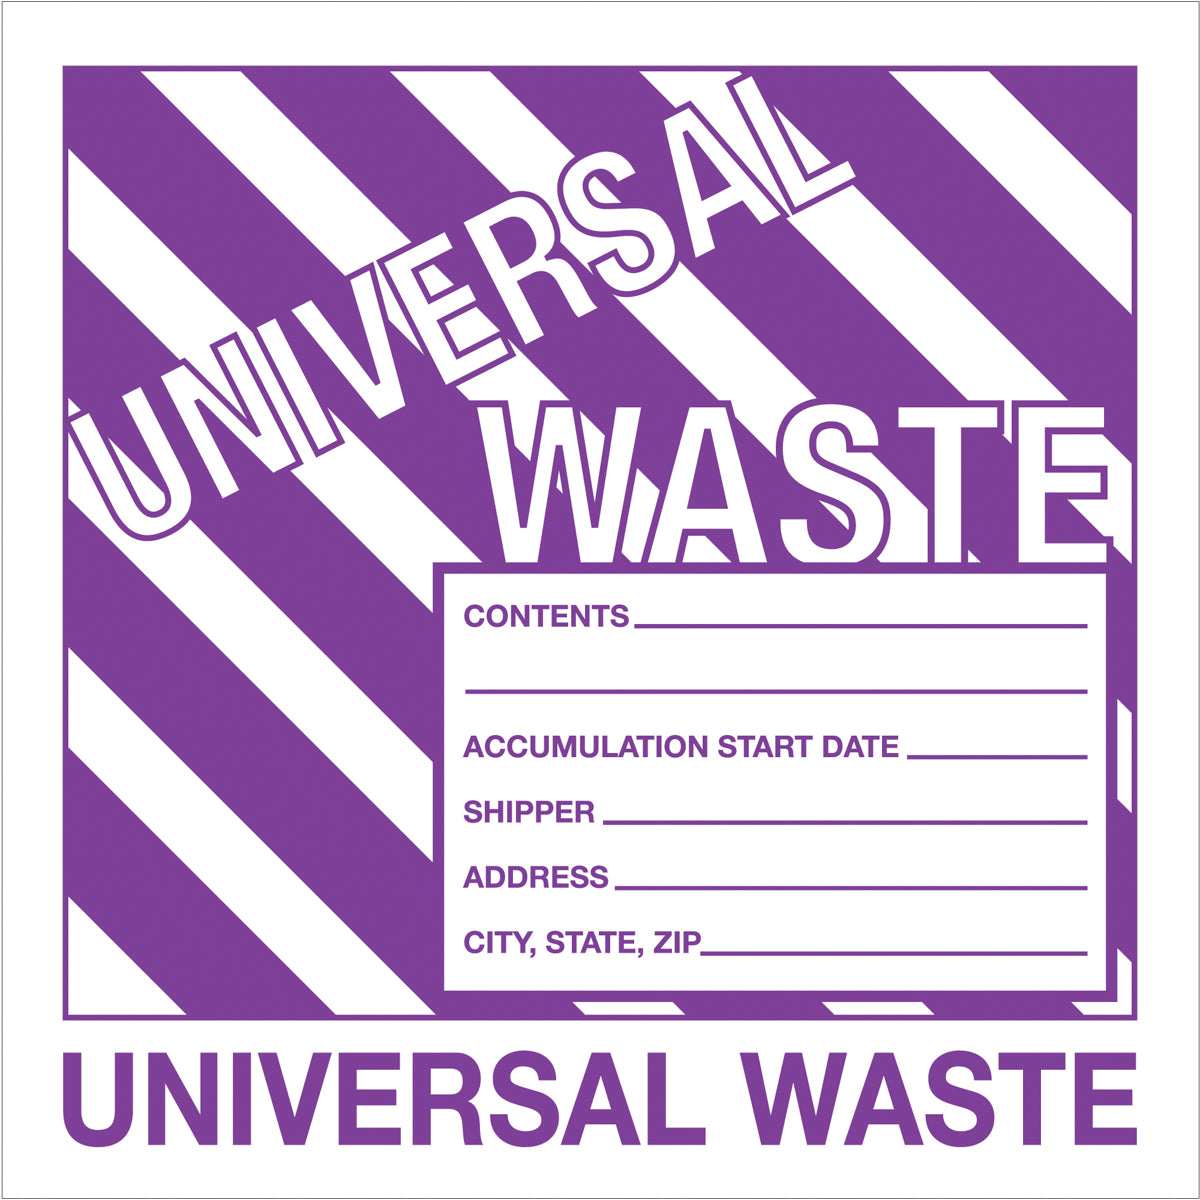 UNIVERSAL
WASTE
CONTENTS
ACCUMULATION START DATE
SHIPPER
ADDRESS
CITY, STATE, ZIP
UNIVERSAL WASTE